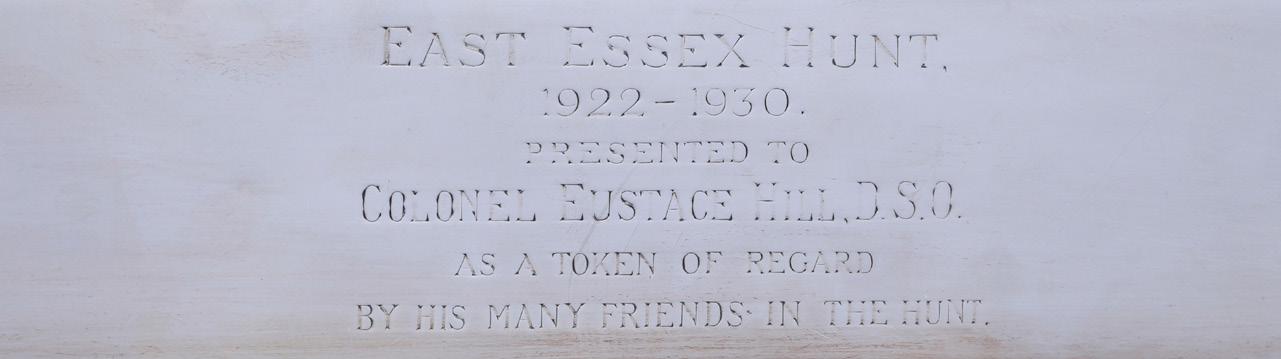 EAST ESSEX HUNT.
1922-1930.
PRESENTED TO
COLONEL EUSTACE HILL, D.S.O.
AS A TOKEN OF REGARD
BY HIS MANY FRIENDS IN THE HUNT.